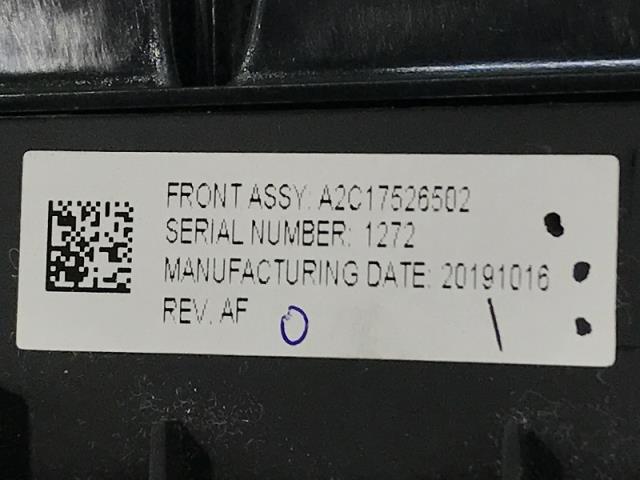 FRONT ASSY: A2C17526502
SERIAL NUMBER: 1272
MANUFACTURING DATE: 20191016
REV. AF